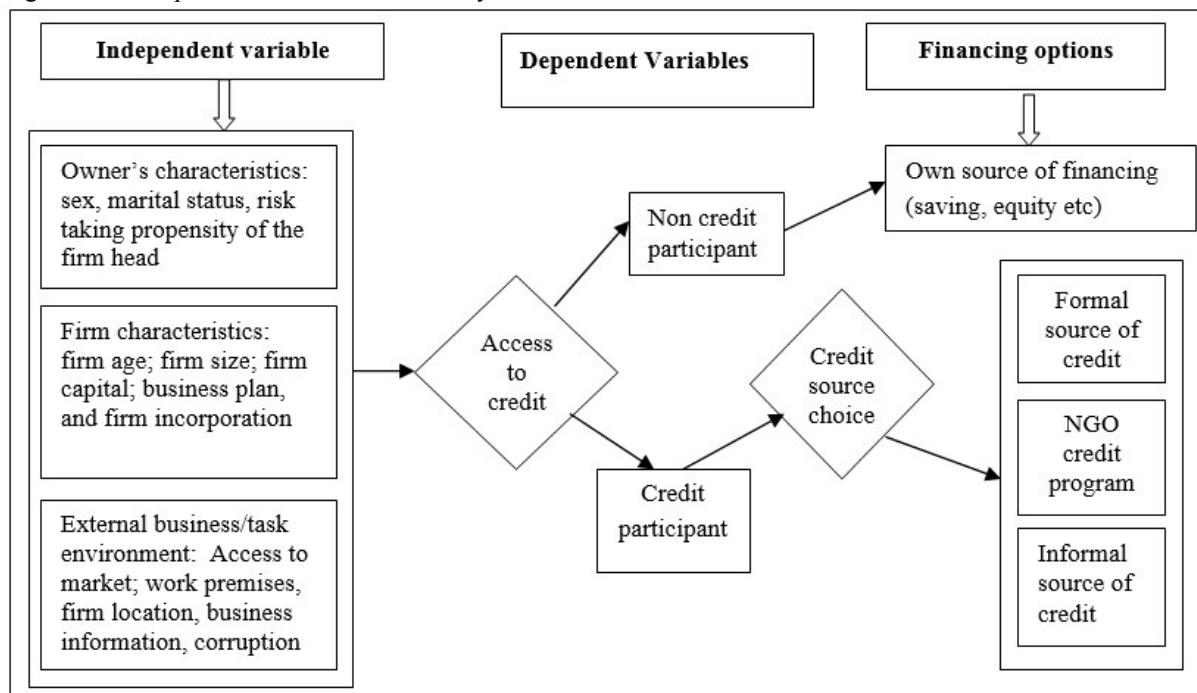 Independent variable
Dependent Variables
Financing options
Owner’s characteristics:
sex, marital status, risk
taking propensity of the
firm head
Firm characteristics:
firm age; firm size; firm
capital; business plan,
and firm incorporation
External business/task
environment: Access to
market; work premises,
firm location, business
information, corruption
Access
to
credit
Non credit
participant
Credit
participant
Credit
source
choice
Own source of financing
(saving, equity etc)
Formal
source of
credit
NGO
credit
program
Informal
source of
credit